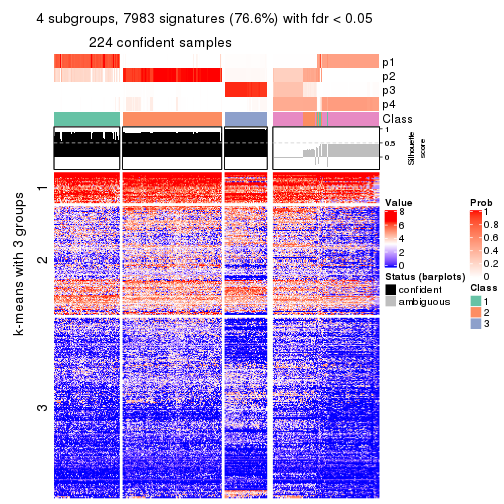 4 subgroups, 7983 signatures (76.6%) with fdr < 0.05
224 confident samples
p1
p2
p3
p4
Class
1
0.5
0
Silhouette
score
k-means with 3 groups
1
2
3
Value
8
6
4
2
0
Status (barplots)
confident
ambiguous
Prob
1
0.8
0.6
0.4
0.2
0
Class
1
2
3